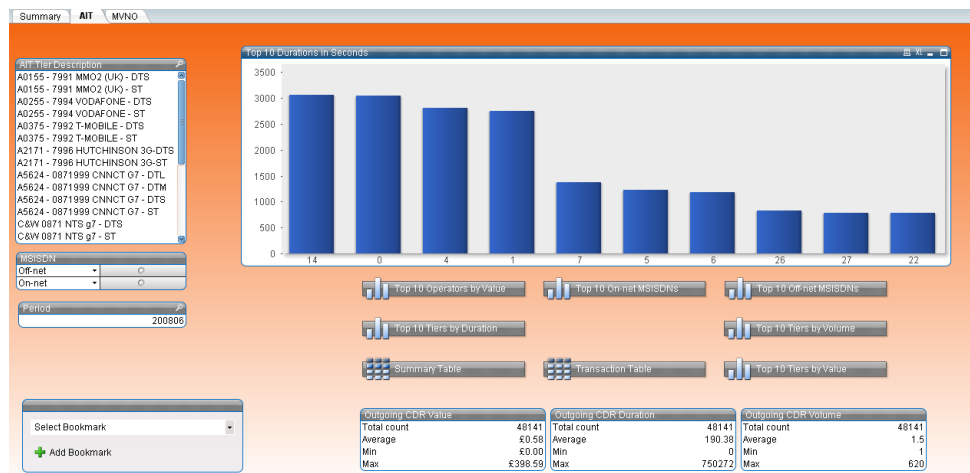 Summary AIT MVNO
Top 10 Durations in Seconds XL
AIT.Tier Description
A0155 - 7991 MMO2 (UK) - DTS
A0155 - 7991 MMO2 (UK) - ST
A0255 - 7994 VODAFONE - DTS
A0255 - 7994 VODAFONE - ST
A0375 - 7992 T-MOBILE - DTS
A0375 - 7992 T-MOBILE - ST
A2171 - 7996 HUTCHINSON 3G-DTS
A2171 - 7996 HUTCHINSON 3G-ST
A5624 - 0871999 CNNCT G7 - DTL
A5624 - 0871999 CNNCT G7 - DTM
A5624 - 0871999 CNNCT G7 - DTS
A5624 - 0871999 CNNCT G7 - ST
C&W 0871 NTS g7 - DTS
C&W 0871 NTS g7 - ST
3500
3000
2500
2000
1500
1000
500
0
14 0 4 1 7 5 6 26 27 22
MSISDN
Off-net
On-net
Period
200806
Top 10 Operators by Value Top 10 On-net MSISDNs Top 10 Off-net MSISDNs
Top 10 Tiers by Duration Top 10 Tiers by Volume
Summary Table Transaction Table Top 10 Tiers by Value
Select Bookmark
Add Bookmark
Outgoing CDR Value
Total count 48141
Average £0.58
Min £0.00
Max £398.59
Outgoing CDR Duration
Total count 48141
Average 190.38
Min 0
Max 750272
Outgoing CDR Volume
Total count 48141
Average 1.5
Min 1
Max 620